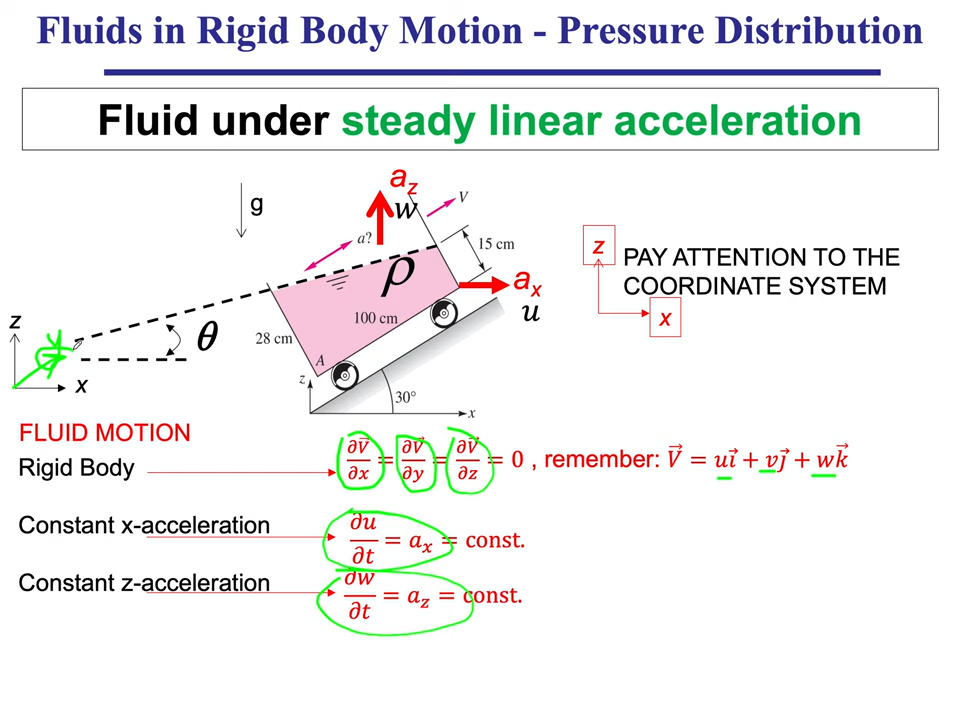 Fluids in Rigid Body Motion - Pressure Distribution
Fluid under steady linear acceleration
g
a_z
w
V
a?
15 cm
ρ
a_x
u
100 cm
28 cm
A
z
30°
x
θ
z
x
z
x
PAY ATTENTION TO THE
COORDINATE SYSTEM
FLUID MOTION
Rigid Body
∂V⃗/∂x = ∂V⃗/∂y = ∂V⃗/∂z = 0 , remember: V⃗ = ui⃗ + vj⃗ + wk⃗
Constant x-acceleration
∂u/∂t = a_x = const.
Constant z-acceleration
∂w/∂t = a_z = const.